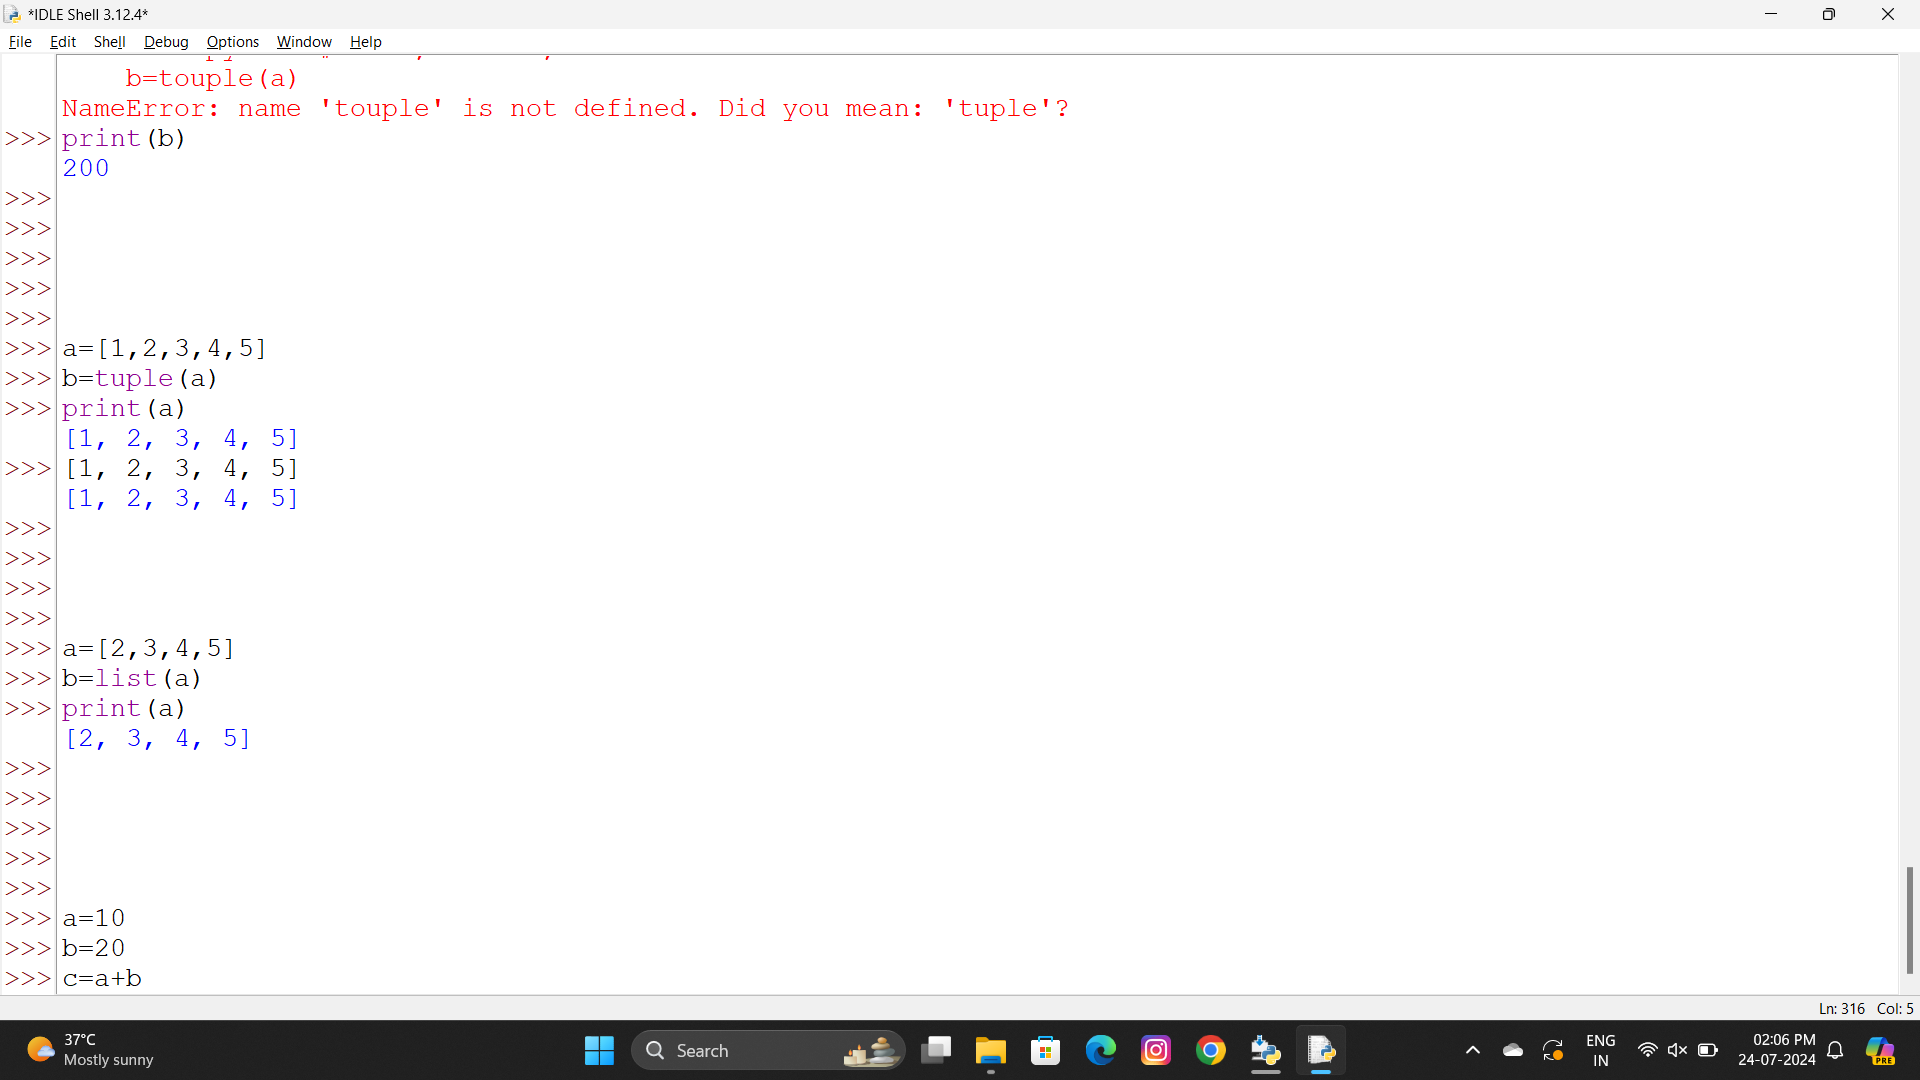 *IDLE Shell 3.12.4*
File Edit Shell Debug Options Window Help
b=touple(a)
NameError: name 'touple' is not defined. Did you mean: 'tuple'?
>>> print(b)
200
>>>
>>>
>>>
>>>
>>>
>>> a=[1,2,3,4,5]
>>> b=tuple(a)
>>> print(a)
[1, 2, 3, 4, 5]
>>> [1, 2, 3, 4, 5]
[1, 2, 3, 4, 5]
>>>
>>>
>>>
>>>
>>> a=[2,3,4,5]
>>> b=list(a)
>>> print(a)
[2, 3, 4, 5]
>>>
>>>
>>>
>>>
>>>
>>> a=10
>>> b=20
>>> c=a+b
Ln: 316 Col: 5
37°C
Mostly sunny
Search
ENG
IN
02:06 PM
24-07-2024
PRE